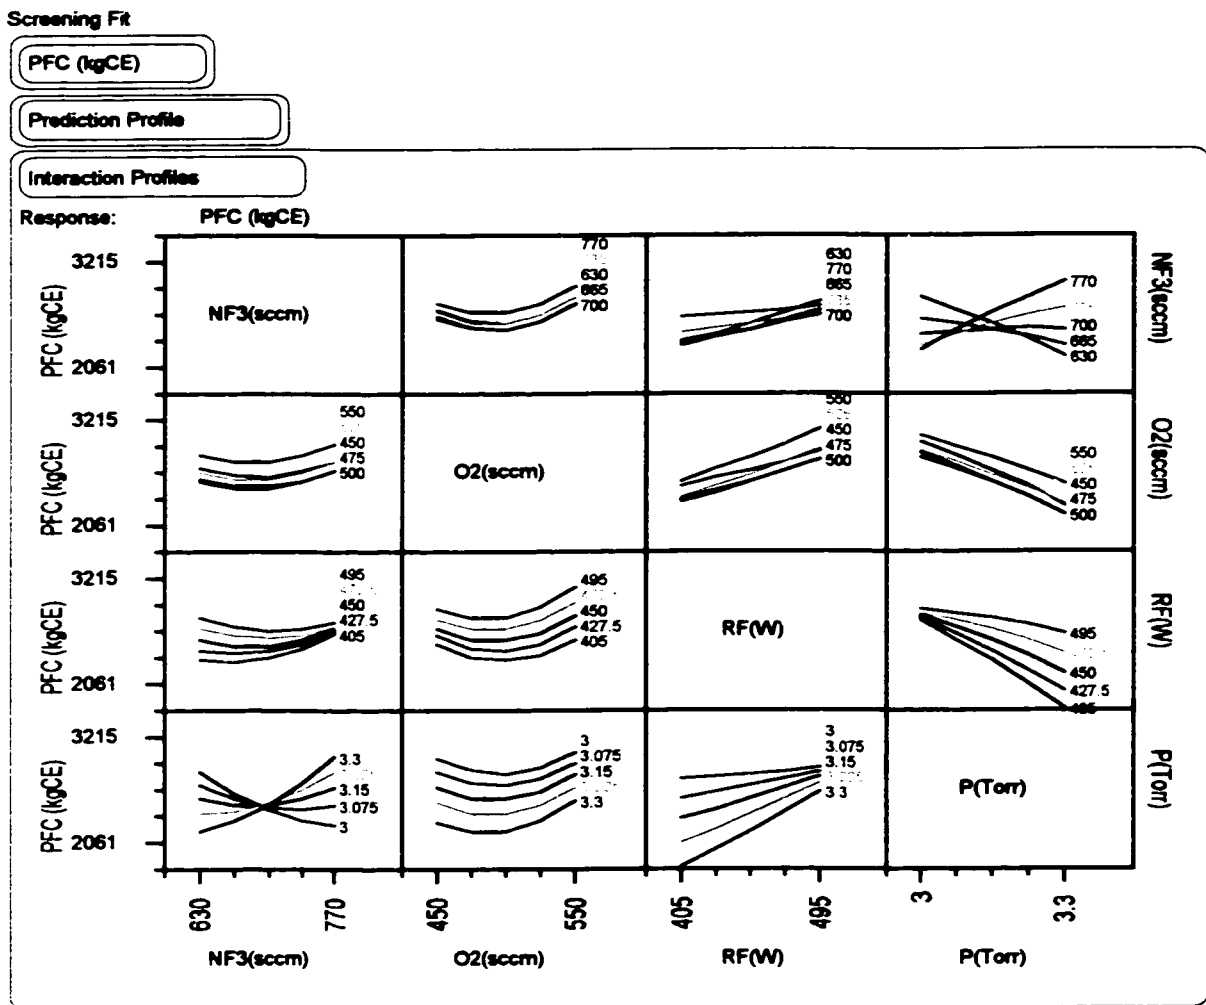 Screening Fit
PFC (kgCE)
Prediction Profile
Interaction Profiles
Response: PFC (kgCE)
3215
2061
PFC (kgCE)
NF3(sccm)
770
630
665
700
630
770
665
700
770
700
665
630
NF3(sccm)
3215
2061
PFC (kgCE)
550
450
475
500
O2(sccm)
550
450
475
500
550
450
475
500
O2(sccm)
3215
2061
PFC (kgCE)
495
450
427.5
405
495
450
427.5
405
RF(W)
495
450
427.5
405
RF(W)
3215
2061
PFC (kgCE)
3.3
3.15
3.075
3
3
3.075
3.15
3.3
3
3.075
3.15
3.3
P(Torr)
P(Torr)
630 770 450 550 405 495 3 3.3
NF3(sccm) O2(sccm) RF(W) P(Torr)